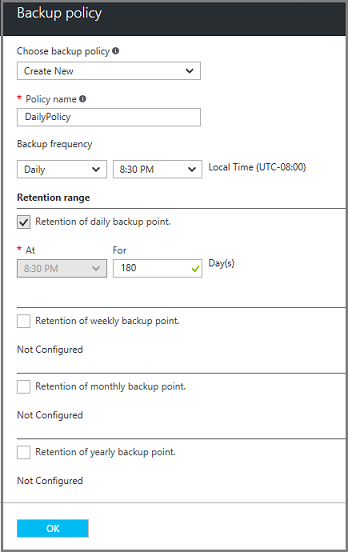 Backup policy
Choose backup policy
Create New
* Policy name
DailyPolicy
Backup frequency
Daily 8:30 PM Local Time (UTC-08:00)
Retention range
Retention of daily backup point.
* At For
8:30 PM 180 Day(s)
Retention of weekly backup point.
Not Configured
Retention of monthly backup point.
Not Configured
Retention of yearly backup point.
Not Configured
OK